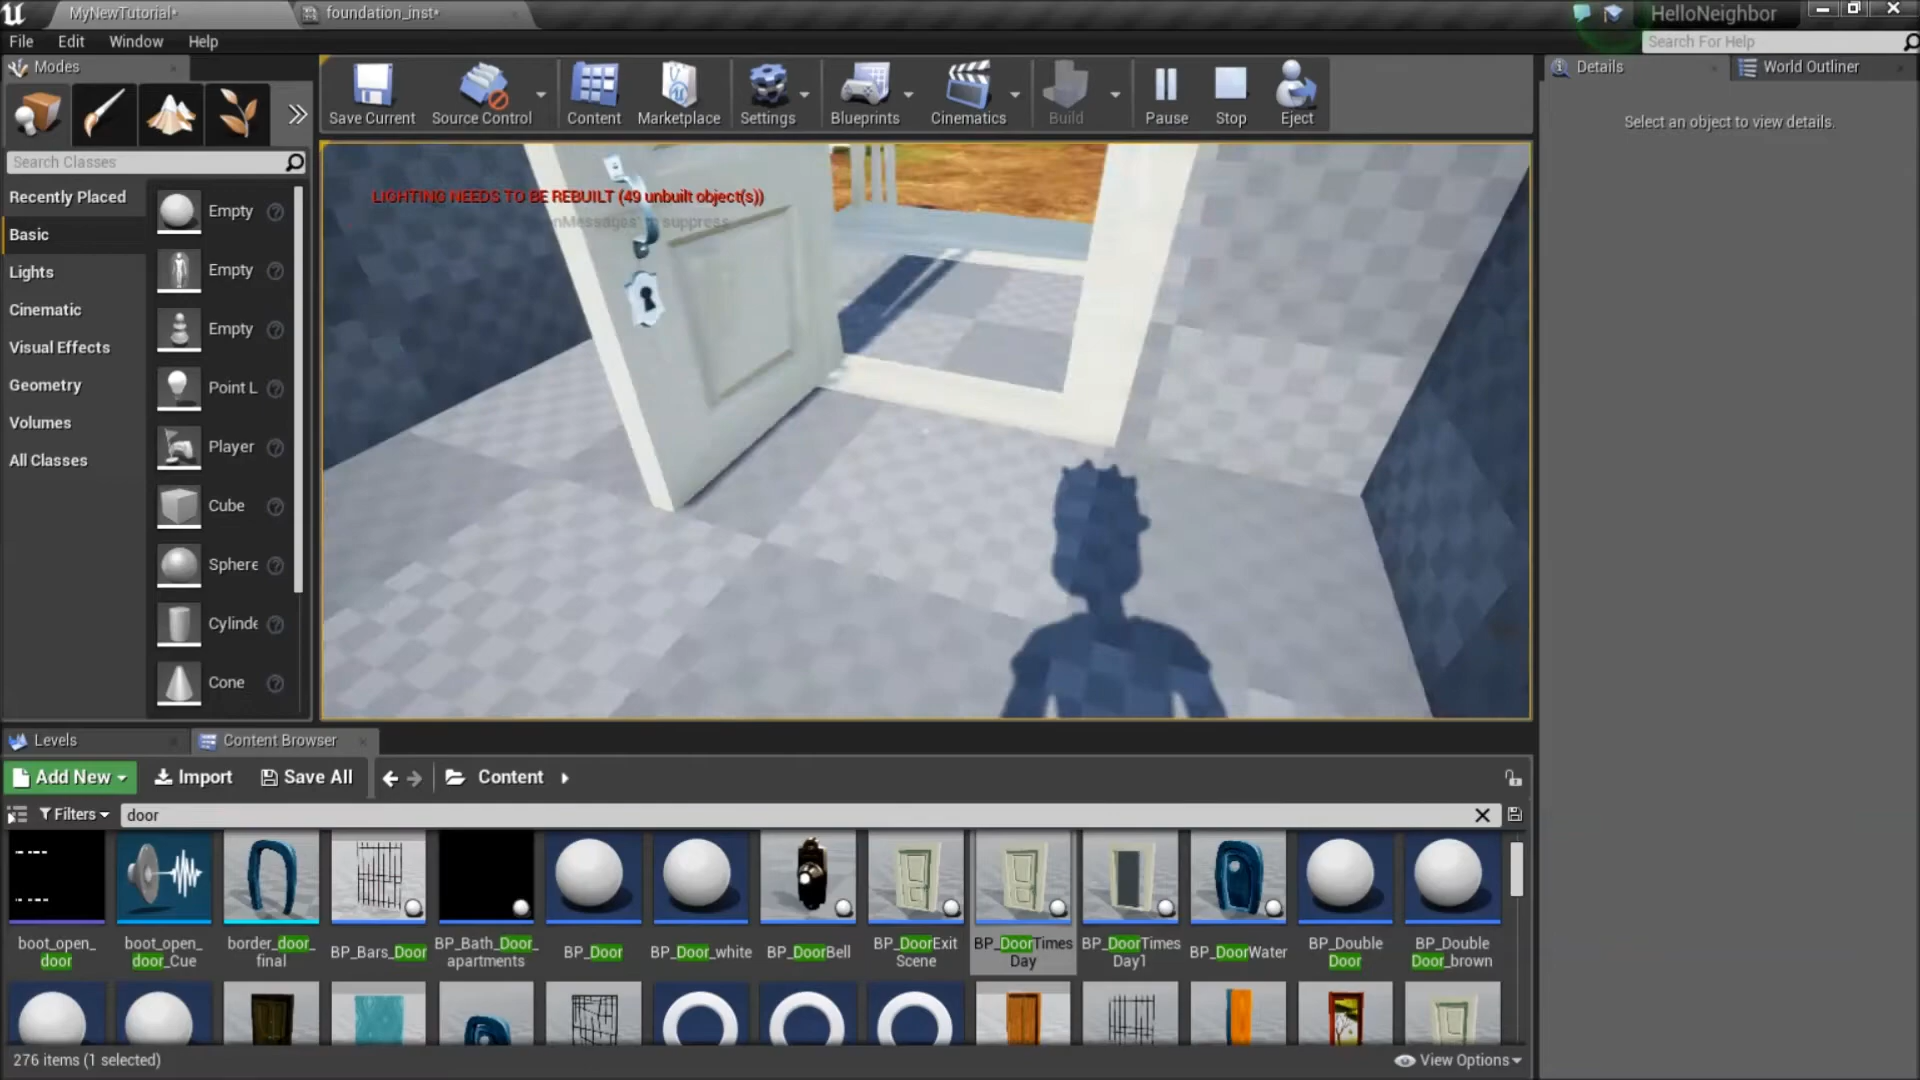 MyNewTutorial*
foundation_inst*
HelloNeighbor
File
Edit
Window
Help
Search For Help
Modes
Save Current
Source Control
Content
Marketplace
Settings
Blueprints
Cinematics
Build
Pause
Stop
Eject
Details
World Outliner
Select an object to view details.
Search Classes
Recently Placed
Basic
Lights
Cinematic
Visual Effects
Geometry
Volumes
All Classes
Empty
Empty
Empty
Point L
Player
Cube
Sphere
Cylinde
Cone
LIGHTING NEEDS TO BE REBUILT (49 unbuilt object(s))
nMessages' to suppress
Levels
Content Browser
Add New
Import
Save All
Content
Filters
door
boot_open_
door
boot_open_
door_Cue
border_door_
final
BP_Bars_Door
BP_Bath_Door_
apartments
BP_Door
BP_Door_white
BP_DoorBell
BP_DoorExit
Scene
BP_DoorTimes
Day
BP_DoorTimes
Day1
BP_DoorWater
BP_Double
Door
BP_Double
Door_brown
276 items (1 selected)
View Options